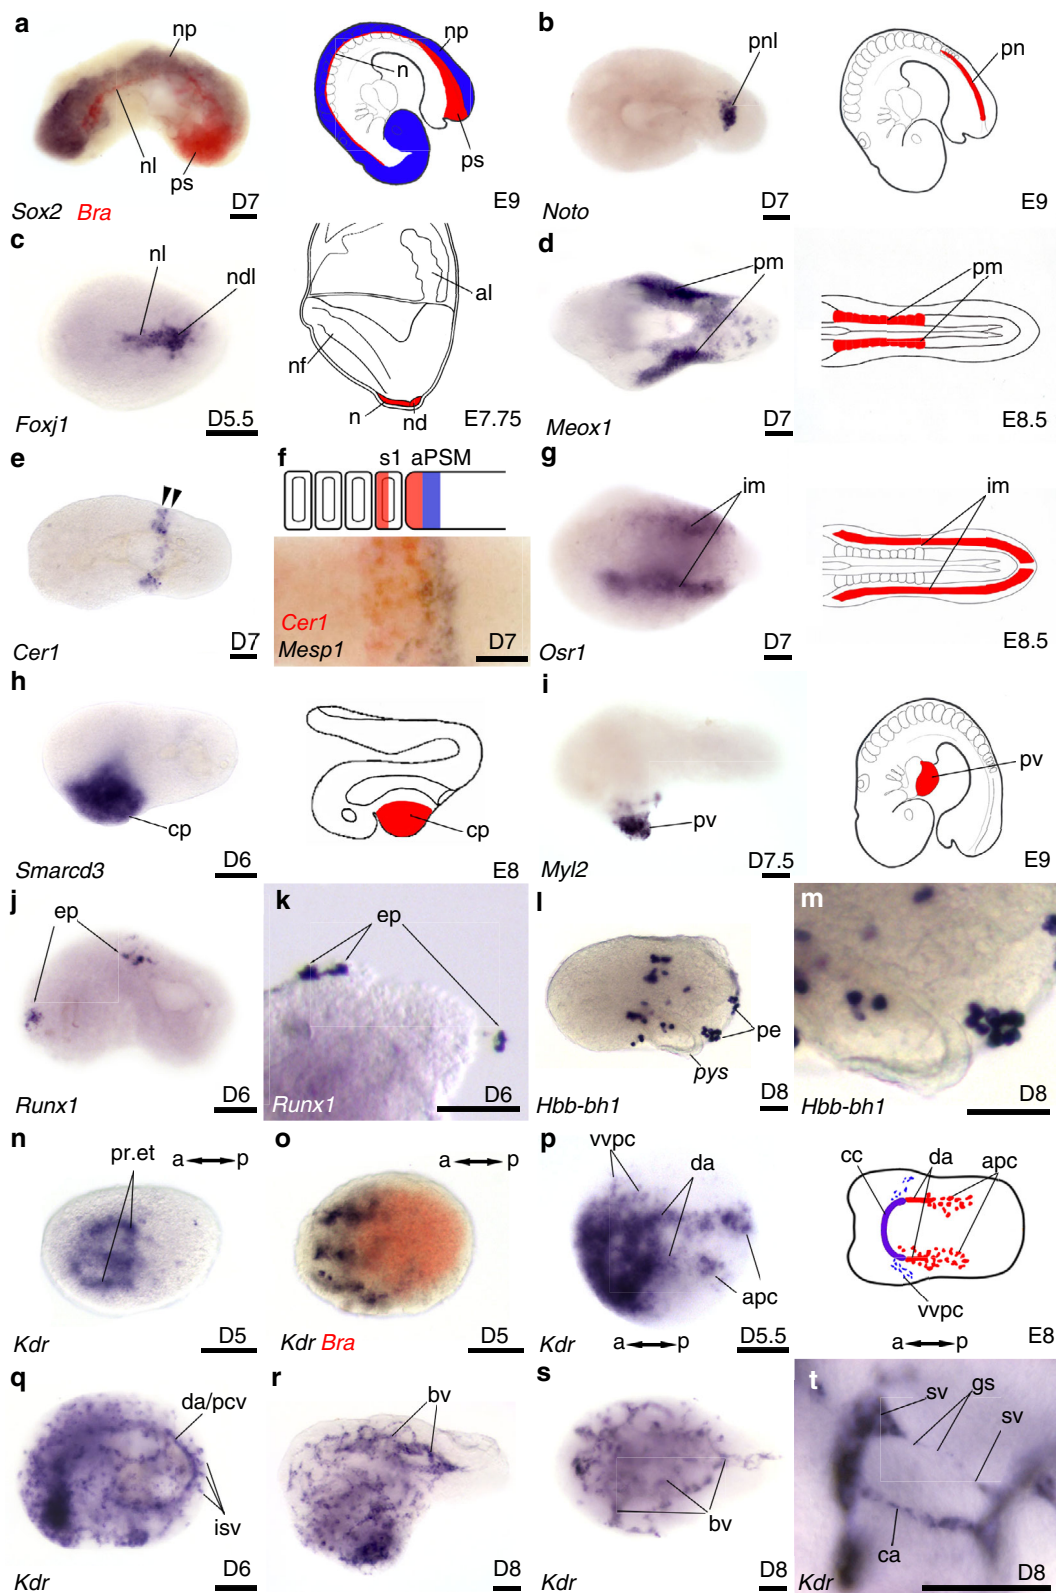 a
np
n
np
nl
ps
ps
Sox2 Bra
D7
E9
b
pnl
pn
Noto
D7
E9
c
nl
ndl
al
nf
n
nd
Foxj1
D5.5
E7.75
d
pm
pm
Meox1
D7
E8.5
e
Cer1
D7
f
s1 aPSM
Cer1
Mesp1
D7
g
im
im
Osr1
D7
E8.5
h
cp
cp
Smarcd3
D6
E8
i
pv
pv
Myl2
D7.5
E9
j
ep
Runx1
D6
k
ep
Runx1
D6
l
pe
pys
Hbb-bh1
D8
m
Hbb-bh1
D8
n
a p
pr.et
Kdr
D5
o
a p
Kdr Bra
D5
p
vvpc
da
apc
Kdr
a p
D5.5
cc
da
apc
vvpc
a p
E8
q
da/pcv
isv
Kdr
D6
r
bv
D8
s
bv
Kdr
D8
t
sv
gs
sv
ca
Kdr
D8